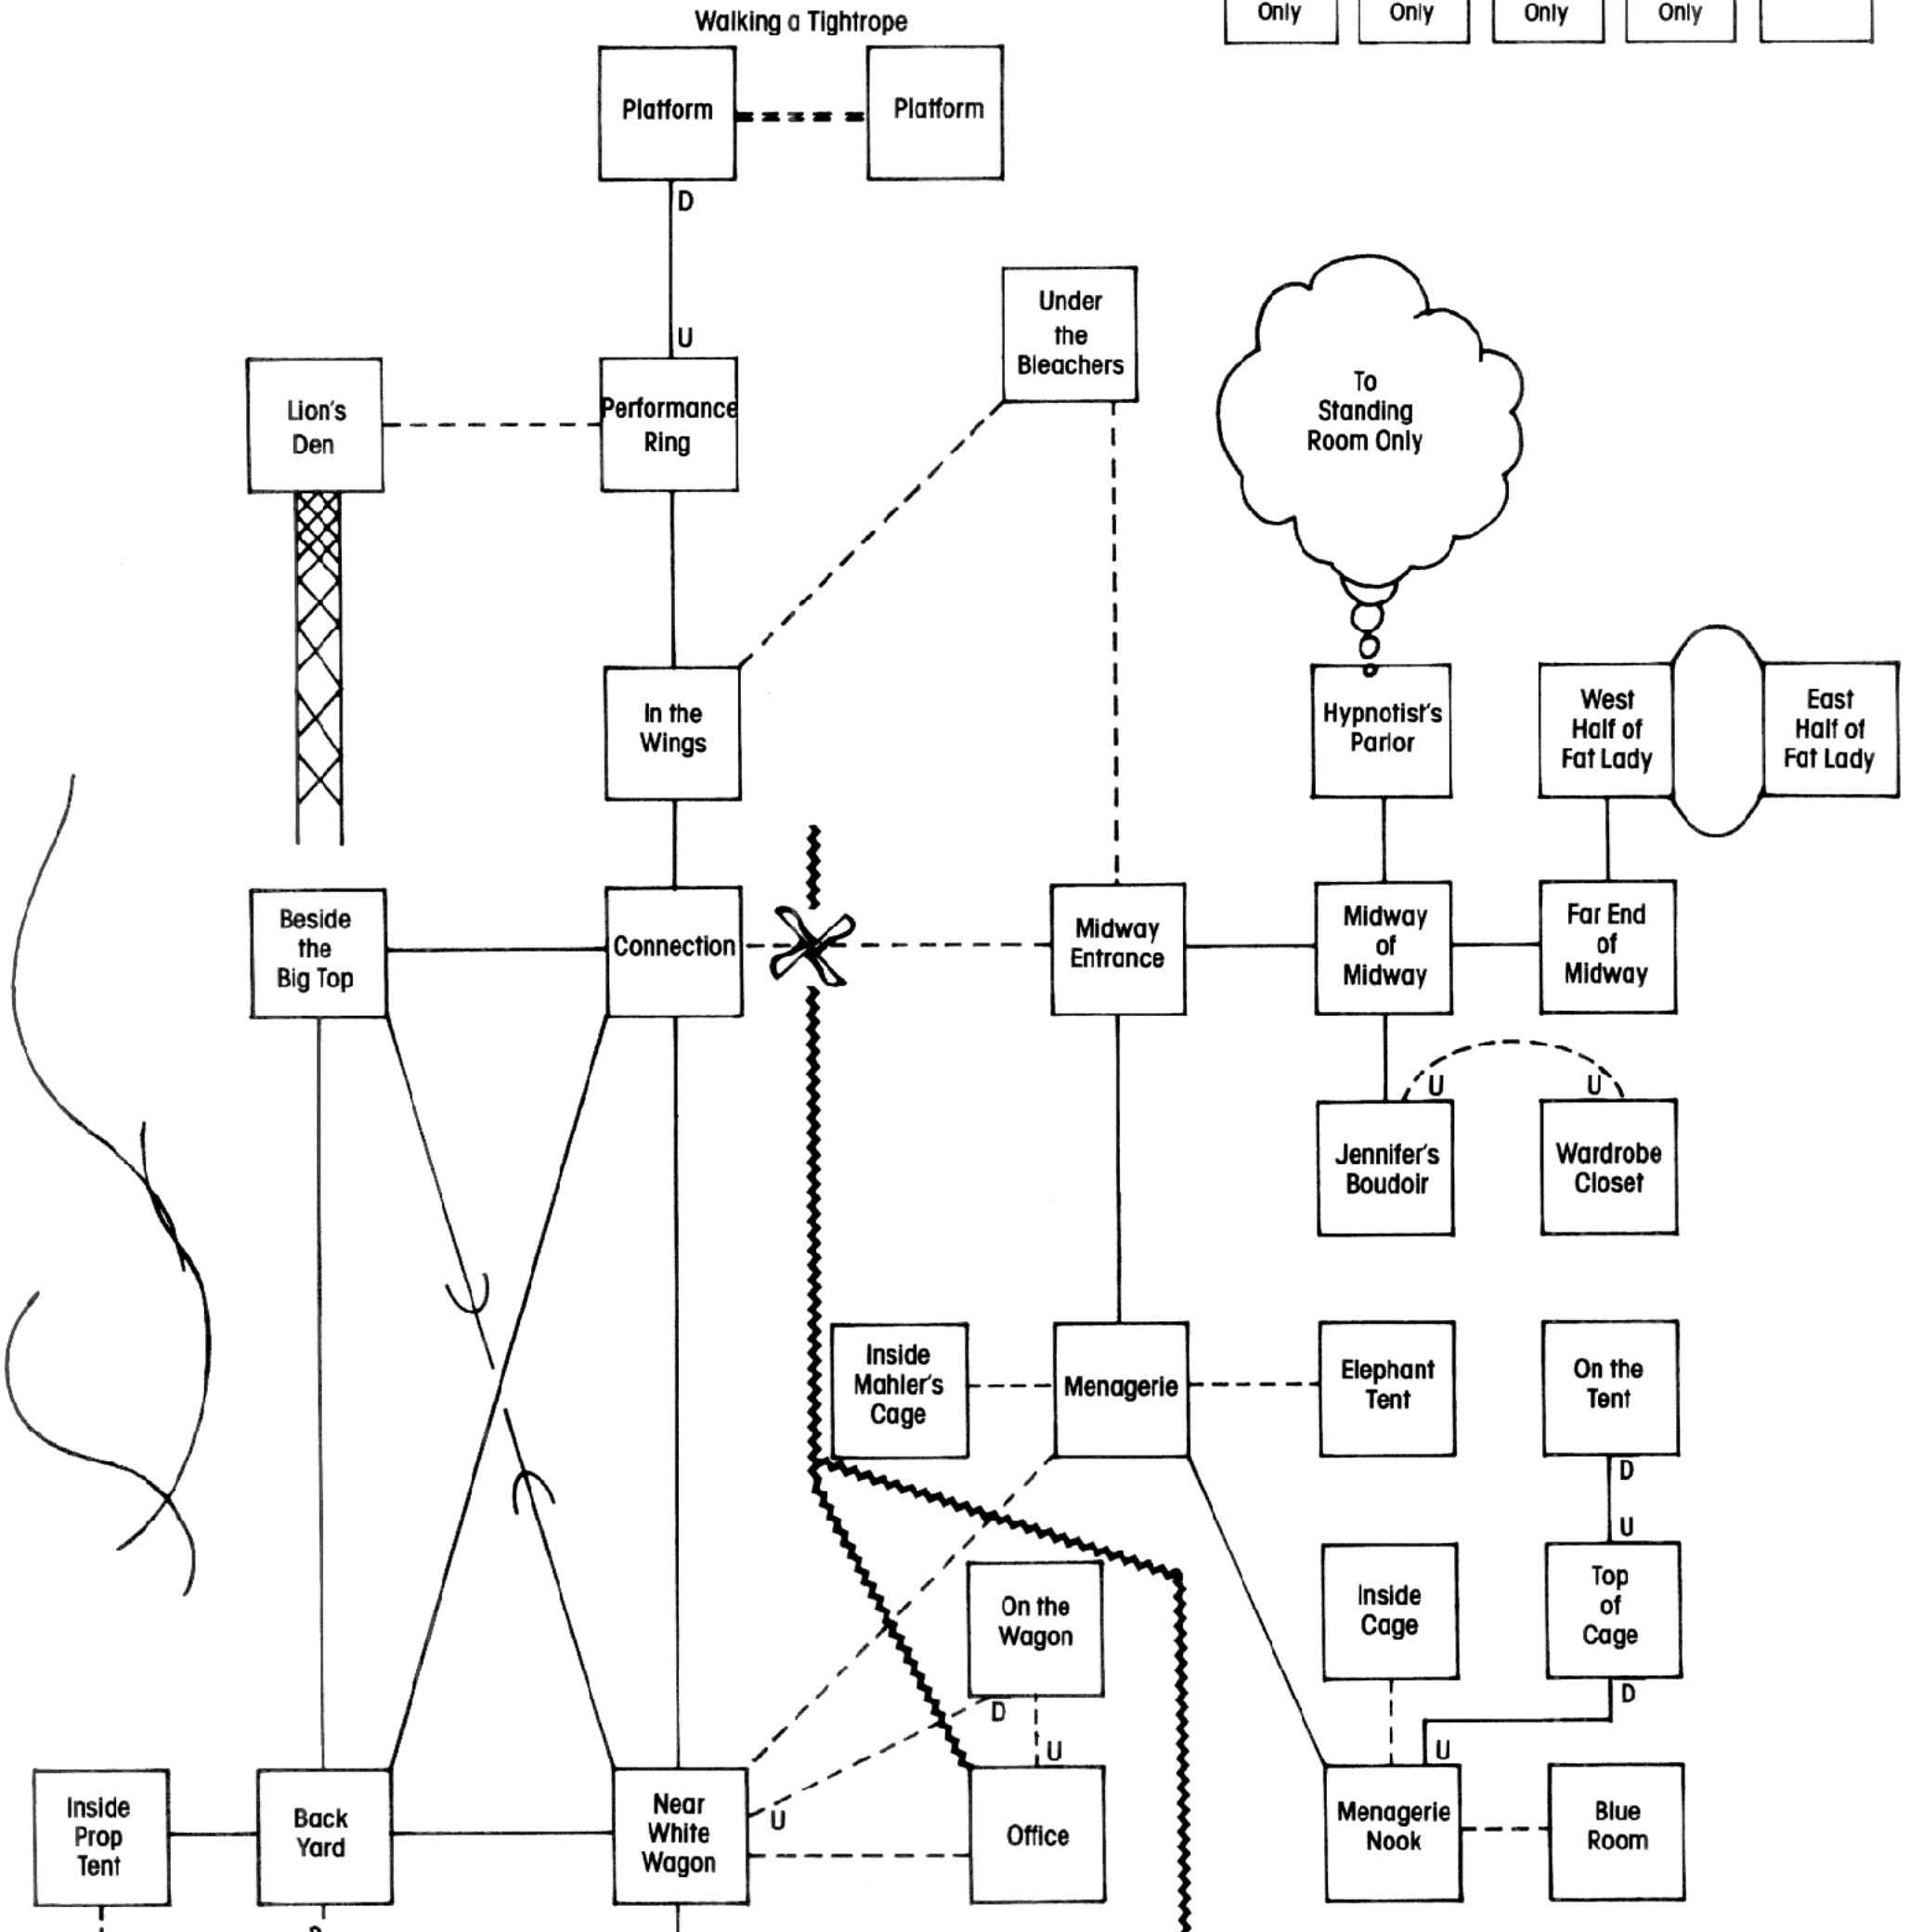 Only
Only
Only
Only
Walking a Tightrope
Platform
Platform
D
U
Under
the
Bleachers
Lion's
Den
Performance
Ring
To
Standing
Room Only
In the
Wings
Hypnotist's
Parlor
West
Half of
Fat Lady
East
Half of
Fat Lady
Beside
the
Big Top
Connection
Midway
Entrance
Midway
of
Midway
Far End
of
Midway
U
U
Jennifer's
Boudoir
Wardrobe
Closet
Inside
Mahler's
Cage
Menagerie
Elephant
Tent
On the
Tent
D
U
On the
Wagon
Inside
Cage
Top
of
Cage
D
D
U
U
Inside
Prop
Tent
Back
Yard
Near
White
Wagon
U
Office
Menagerie
Nook
Blue
Room